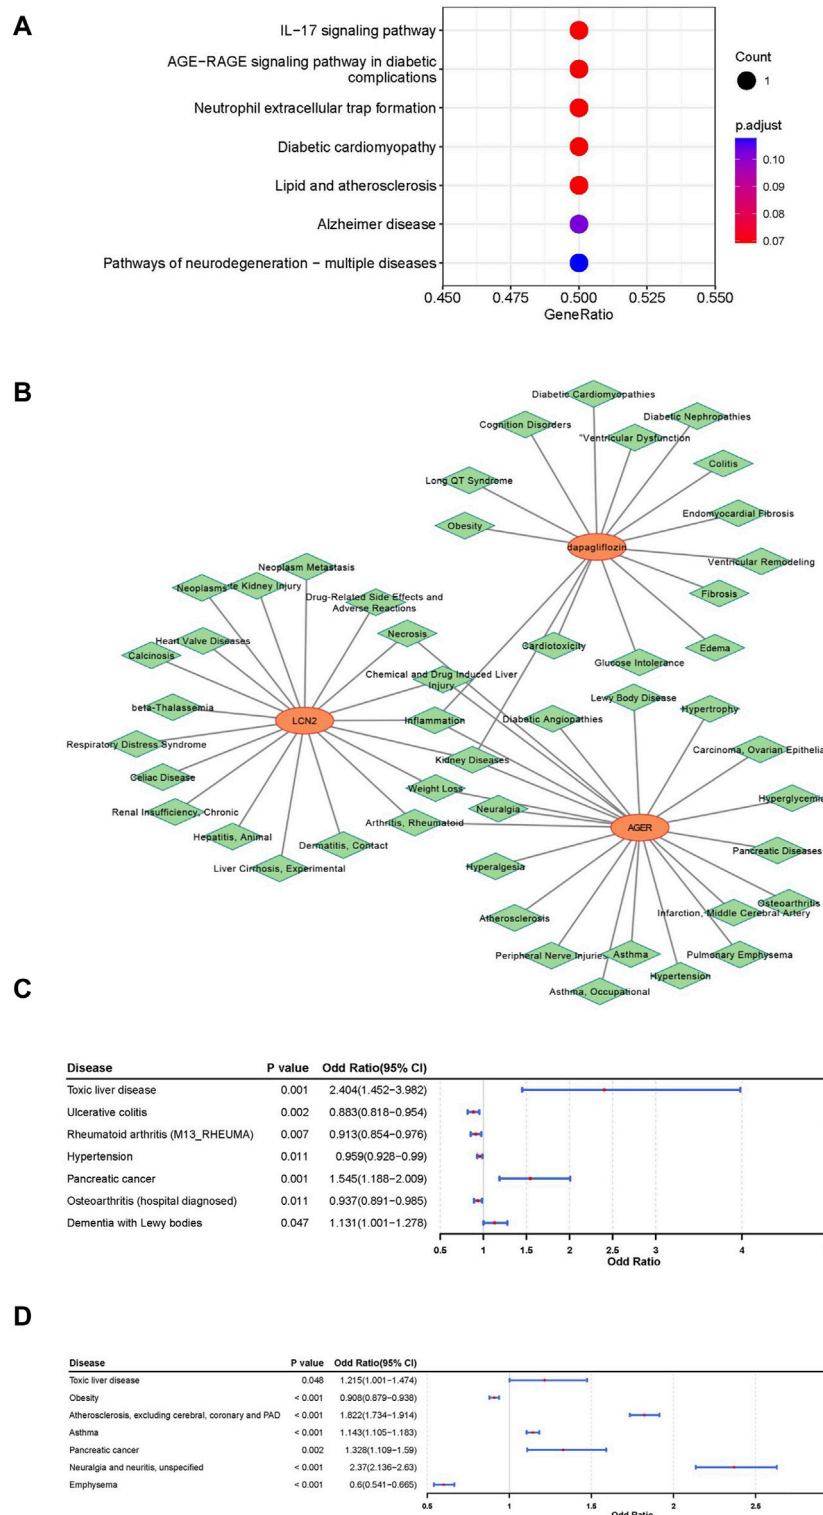 A
IL−17 signaling pathway
AGE−RAGE signaling pathway in diabetic
complications
Neutrophil extracellular trap formation
Diabetic cardiomyopathy
Lipid and atherosclerosis
Alzheimer disease
Pathways of neurodegeneration − multiple diseases
0.450 0.475 0.500 0.525 0.550
GeneRatio
Count
1
p.adjust
0.10
0.09
0.08
0.07
B
Diabetic Cardiomyopathies
Diabetic Nephropathies
Cognition Disorders
"Ventricular Dysfunction
Colitis
Long QT Syndrome
Endomyocardial Fibrosis
Obesity
dapagliflozin
Ventricular Remodeling
Neoplasm Metastasis
Neoplasms
te Kidney Injury
Fibrosis
Drug-Related Side Effects and
Adverse Reactions
Necrosis
Heart Valve Diseases
Cardiotoxicity
Edema
Calcinosis
Glucose Intolerance
Chemical and Drug Induced Liver
Injury
Lewy Body Disease
beta-Thalassemia
LCN2
Inflammation
Diabetic Angiopathies
Hypertrophy
Respiratory Distress Syndrome
Carcinoma, Ovarian Epithelia
Kidney Diseases
Celiac Disease
Weight Loss
Hyperglycemia
Renal Insufficiency, Chronic
Neuralgia
Arthritis, Rheumatoid
AGER
Hepatitis, Animal
Dermatitis, Contact
Pancreatic Diseases
Liver Cirrhosis, Experimental
Hyperalgesia
Osteoarthritis
Infarction, Middle Cerebral Artery
Atherosclerosis
Peripheral Nerve Injuries
Asthma
Pulmonary Emphysema
Hypertension
Asthma, Occupational
C
Disease P value Odd Ratio(95% CI)
Toxic liver disease 0.001 2.404(1.452−3.982)
Ulcerative colitis 0.002 0.883(0.818−0.954)
Rheumatoid arthritis (M13_RHEUMA) 0.007 0.913(0.854−0.976)
Hypertension 0.011 0.959(0.928−0.99)
Pancreatic cancer 0.001 1.545(1.188−2.009)
Osteoarthritis (hospital diagnosed) 0.011 0.937(0.891−0.985)
Dementia with Lewy bodies 0.047 1.131(1.001−1.278)
0.5 1 1.5 2 2.5 3 4
Odd Ratio
D
Disease P value Odd Ratio(95% CI)
Toxic liver disease 0.048 1.215(1.001−1.474)
Obesity < 0.001 0.908(0.879−0.938)
Atherosclerosis, excluding cerebral, coronary and PAD < 0.001 1.822(1.734−1.914)
Asthma < 0.001 1.143(1.105−1.183)
Pancreatic cancer 0.002 1.328(1.109−1.59)
Neuralgia and neuritis, unspecified < 0.001 2.37(2.136−2.63)
Emphysema < 0.001 0.6(0.541−0.665)
0.5 1 1.5 2 2.5
Odd Ratio